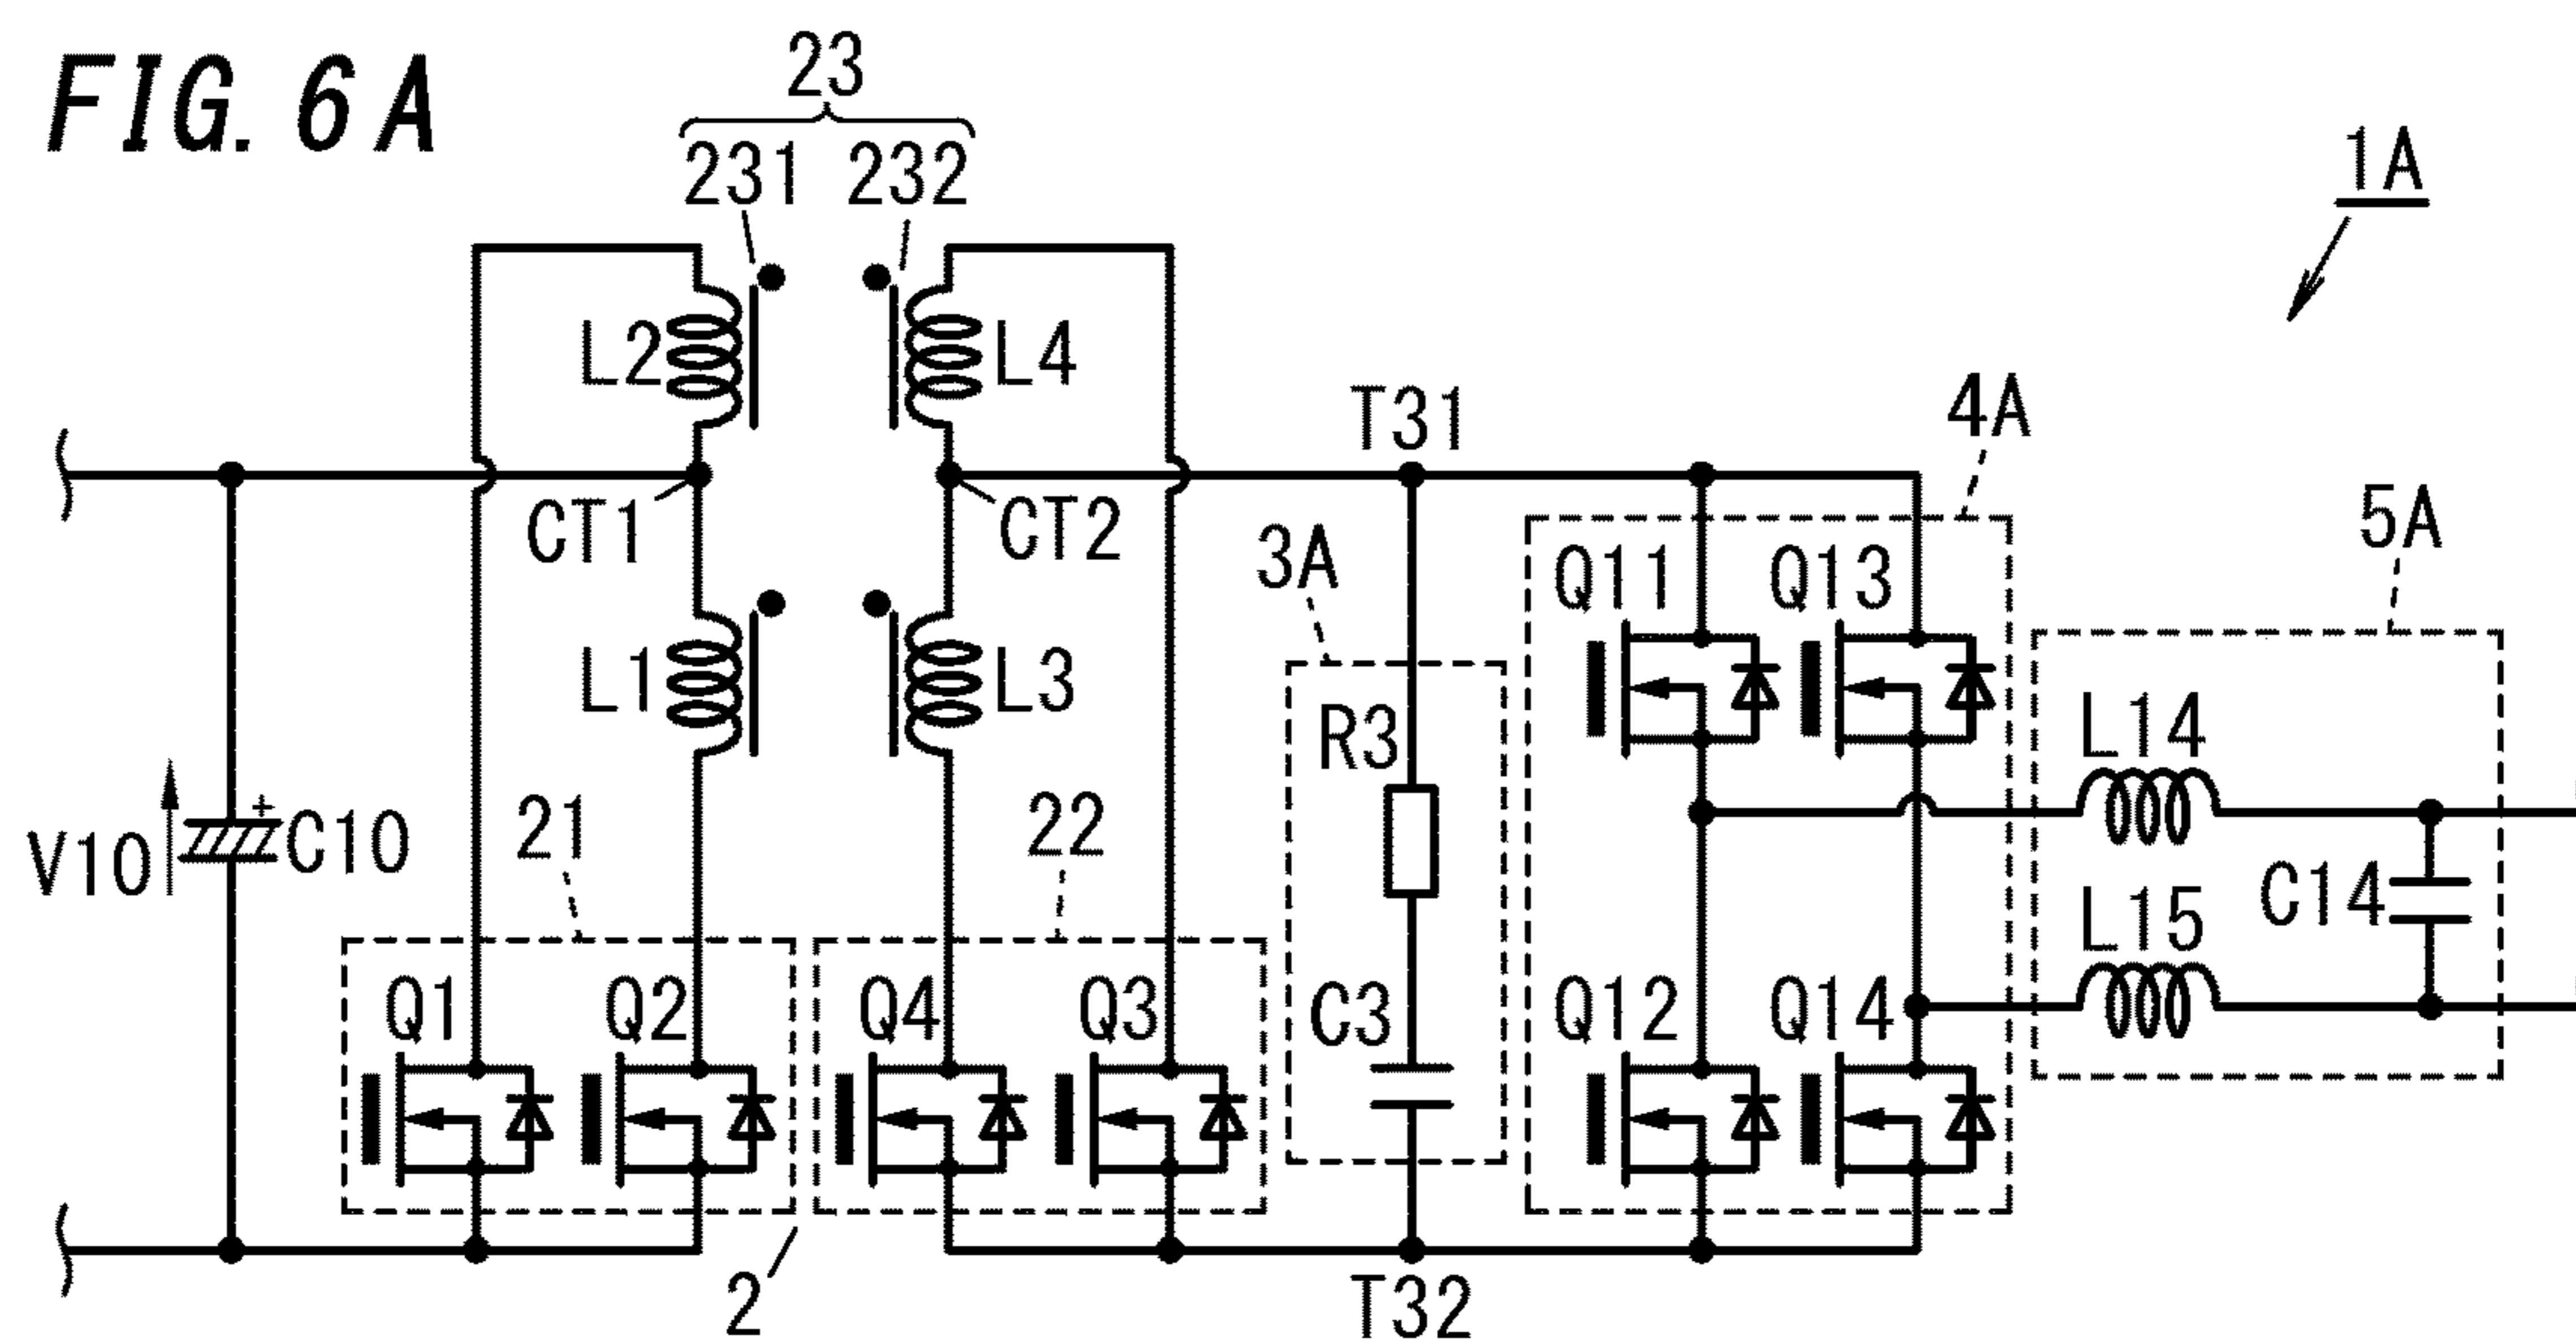 FIG. 6A
23
231 232
1A
L2 L4
T31
4A
CT1 CT2
3A
5A
Q11 Q13
L1 L3
R3
L14
V10
+
C10
21
22
C14
L15
Q1 Q2 Q4 Q3
C3
Q12 Q14
2
T32